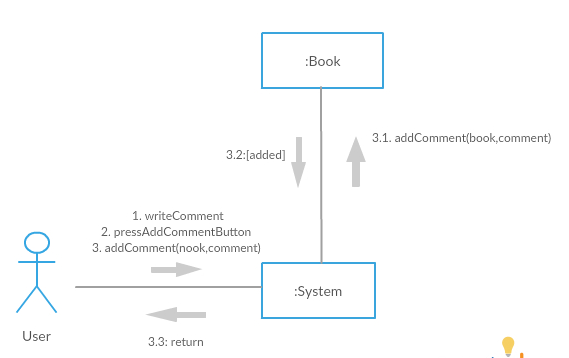 :Book
3.1. addComment(book,comment)
3.2:[added]
1. writeComment
2. pressAddCommentButton
3. addComment(nook,comment)
:System
User
3.3: return